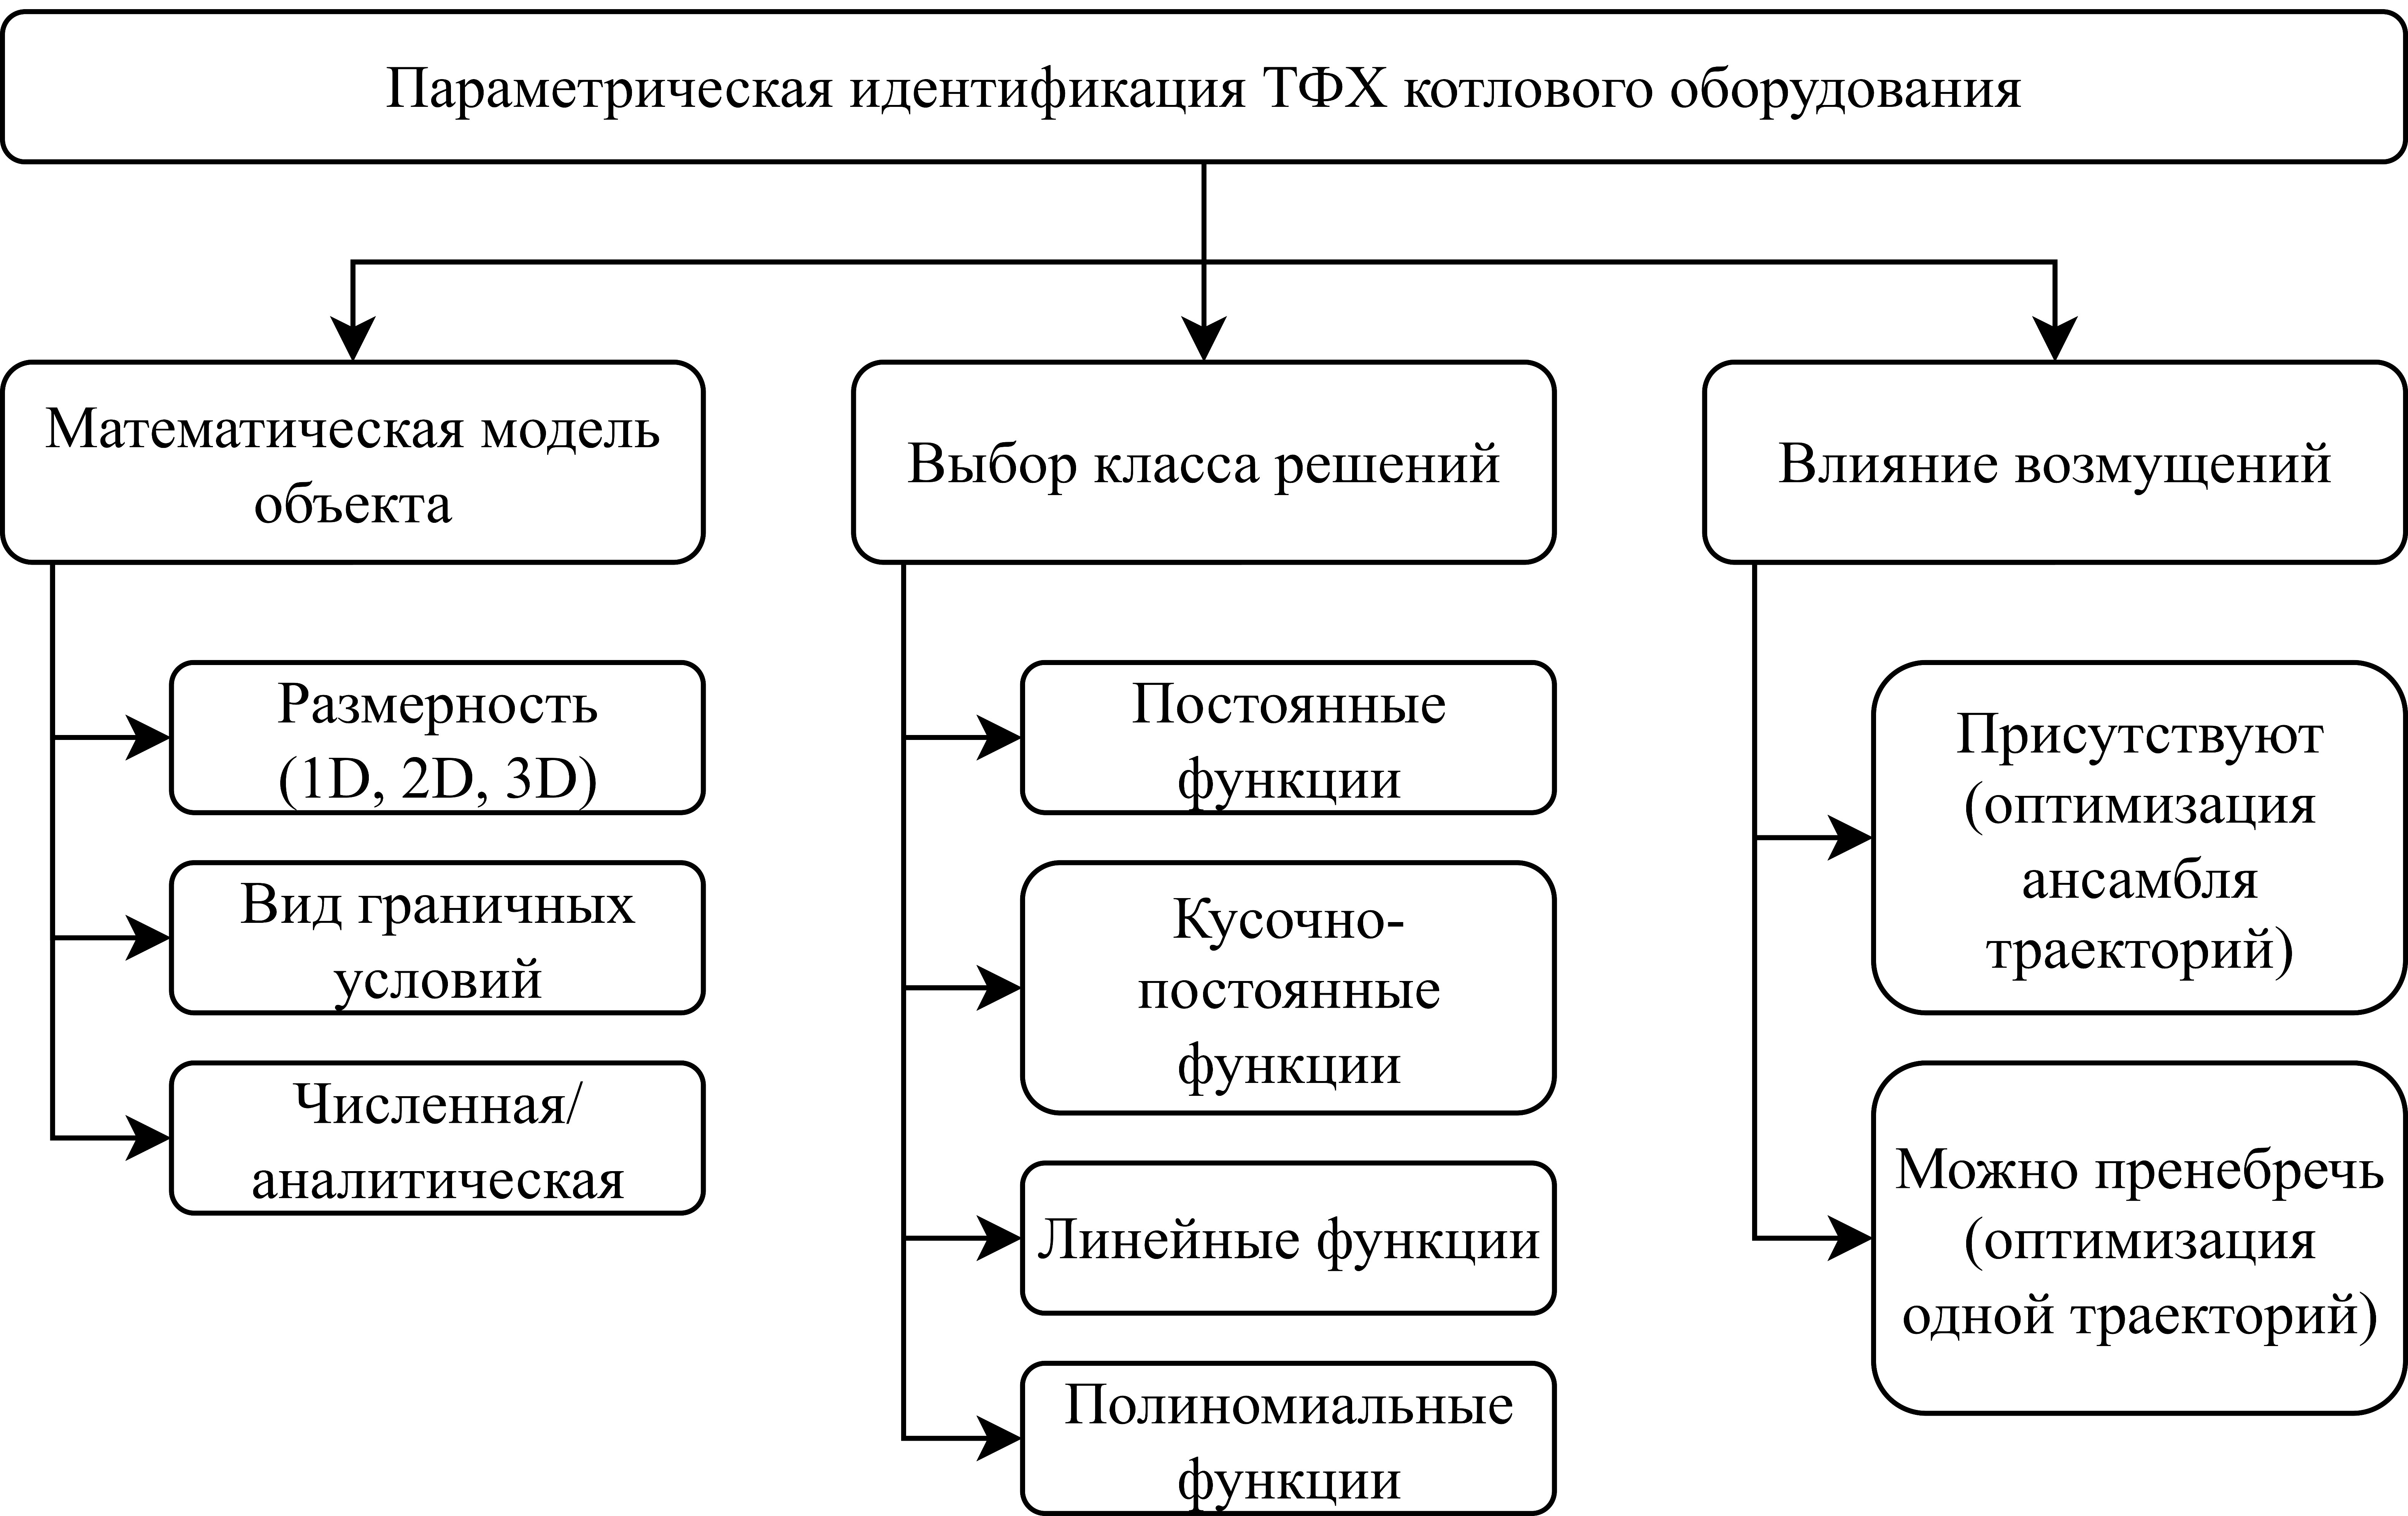 Параметрическая идентификация ТФХ котлового оборудования
Математическая модель
объекта
Размерность
(1D, 2D, 3D)
Вид граничных
условий
Численная/
аналитическая
Выбор класса решений
Постоянные
функции
Кусочно-
постоянные
функции
Линейные функции
Полиномиальные
функции
Влияние возмущений
Присутствуют
(оптимизация
ансамбля
траекторий)
Можно пренебречь
(оптимизация
одной траекторий)